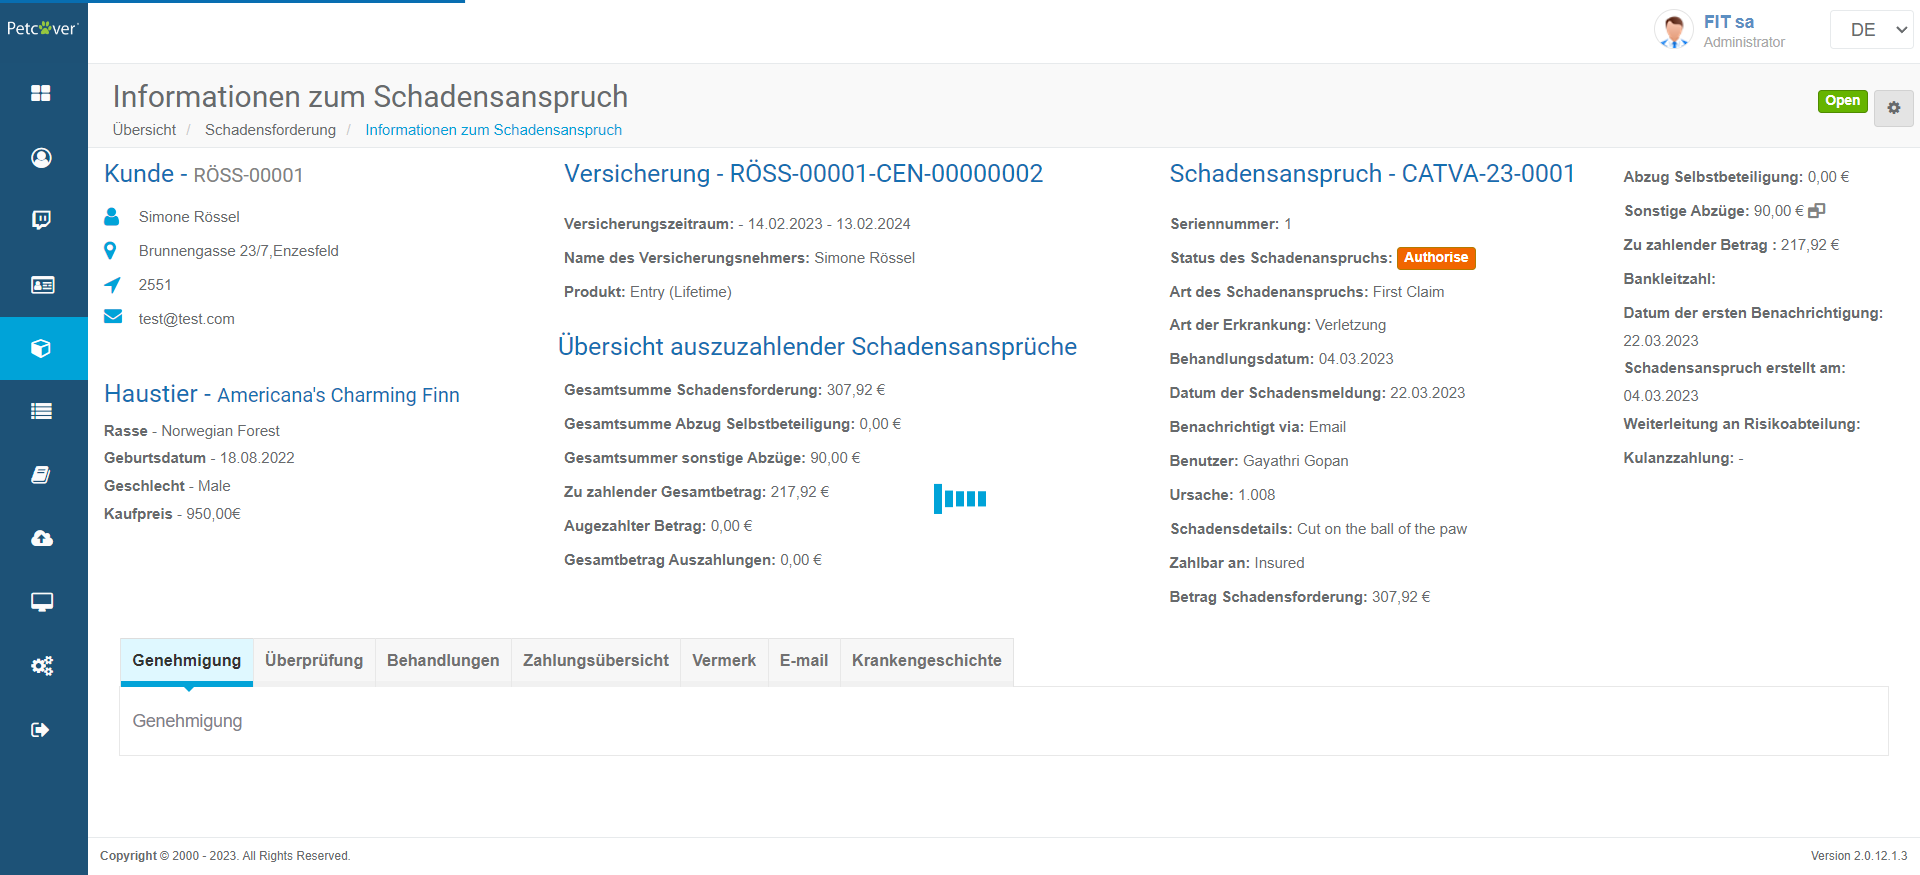 Petcover
FIT sa
Administrator
DE
Informationen zum Schadensanspruch
Übersicht / Schadensforderung / Informationen zum Schadensanspruch
Open
Kunde - RÖSS-00001
Simone Rössel
Brunnengasse 23/7,Enzesfeld
2551
test@test.com
Haustier - Americana's Charming Finn
Rasse - Norwegian Forest
Geburtsdatum - 18.08.2022
Geschlecht - Male
Kaufpreis - 950,00€
Versicherung - RÖSS-00001-CEN-00000002
Versicherungszeitraum: - 14.02.2023 - 13.02.2024
Name des Versicherungsnehmers: Simone Rössel
Produkt: Entry (Lifetime)
Übersicht auszuzahlender Schadensansprüche
Gesamtsumme Schadensforderung: 307,92 €
Gesamtsumme Abzug Selbstbeteiligung: 0,00 €
Gesamtsummer sonstige Abzüge: 90,00 €
Zu zahlender Gesamtbetrag: 217,92 €
Augezahlter Betrag: 0,00 €
Gesamtbetrag Auszahlungen: 0,00 €
Schadensanspruch - CATVA-23-0001
Seriennummer: 1
Status des Schadenanspruchs: Authorise
Art des Schadenanspruchs: First Claim
Art der Erkrankung: Verletzung
Behandlungsdatum: 04.03.2023
Datum der Schadensmeldung: 22.03.2023
Benachrichtigt via: Email
Benutzer: Gayathri Gopan
Ursache: 1.008
Schadensdetails: Cut on the ball of the paw
Zahlbar an: Insured
Betrag Schadensforderung: 307,92 €
Abzug Selbstbeteiligung: 0,00 €
Sonstige Abzüge: 90,00 €
Zu zahlender Betrag : 217,92 €
Bankleitzahl:
Datum der ersten Benachrichtigung:
22.03.2023
Schadensanspruch erstellt am:
04.03.2023
Weiterleitung an Risikoabteilung:
Kulanzzahlung: -
Genehmigung Überprüfung Behandlungen Zahlungsübersicht Vermerk E-mail Krankengeschichte
Genehmigung
Copyright © 2000 - 2023. All Rights Reserved.
Version 2.0.12.1.3